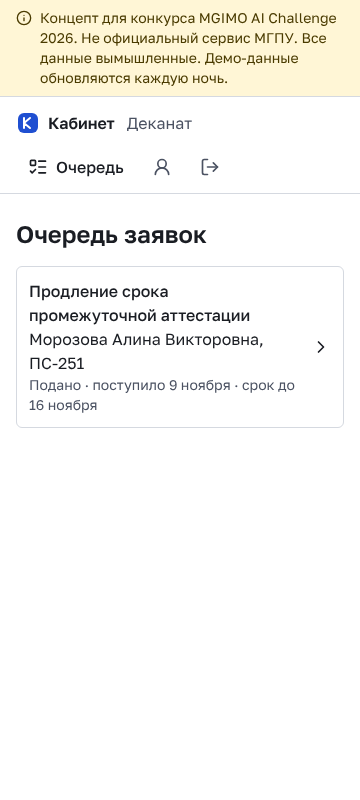 Концепт для конкурса MGIMO AI Challenge
2026. Не официальный сервис МГПУ. Все
данные вымышленные. Демо-данные
обновляются каждую ночь.
Кабинет Деканат
Очередь
Очередь заявок
Продление срока
промежуточной аттестации
Морозова Алина Викторовна,
ПС-251
Подано · поступило 9 ноября · срок до
16 ноября